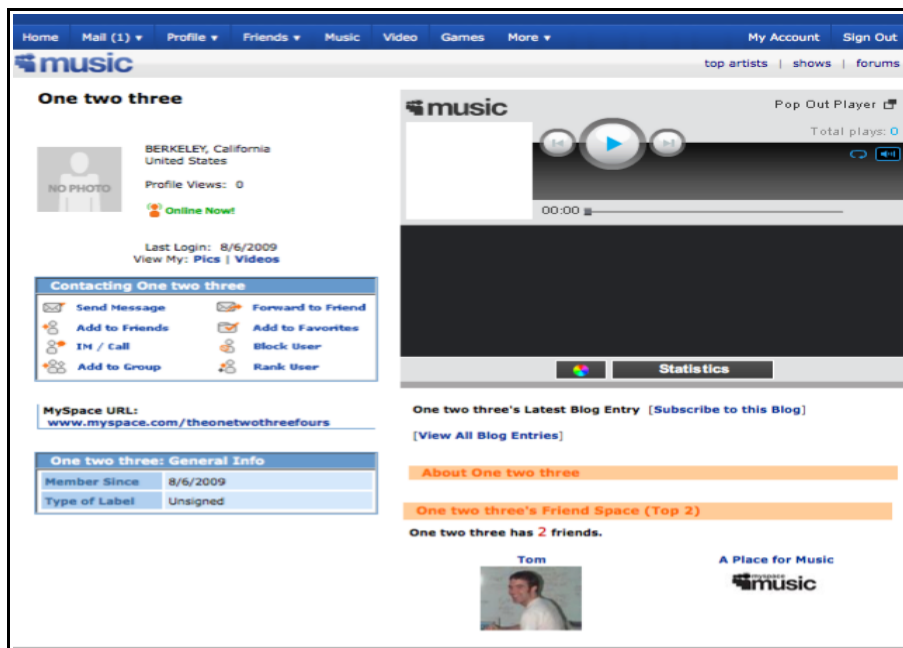 Home Mail (1) Profile Friends Music Video Games More My Account Sign Out
music
top artists | shows | forums
One two three
NO PHOTO
BERKELEY, California
United States
Profile Views: 0
Online Now!
Last Login: 8/6/2009
View My: Pics | Videos
Contacting One two three
Send Message Forward to Friend
Add to Friends Add to Favorites
IM / Call Block User
Add to Group Rank User
MySpace URL:
www.myspace.com/theonetwothreefours
One two three: General Info
Member Since 8/6/2009
Type of Label Unsigned
music
Pop Out Player
Total plays: 0
00:00
Statistics
One two three's Latest Blog Entry [Subscribe to this Blog]
[View All Blog Entries]
About One two three
One two three's Friend Space (Top 2)
One two three has 2 friends.
Tom A Place for Music
myspace
music